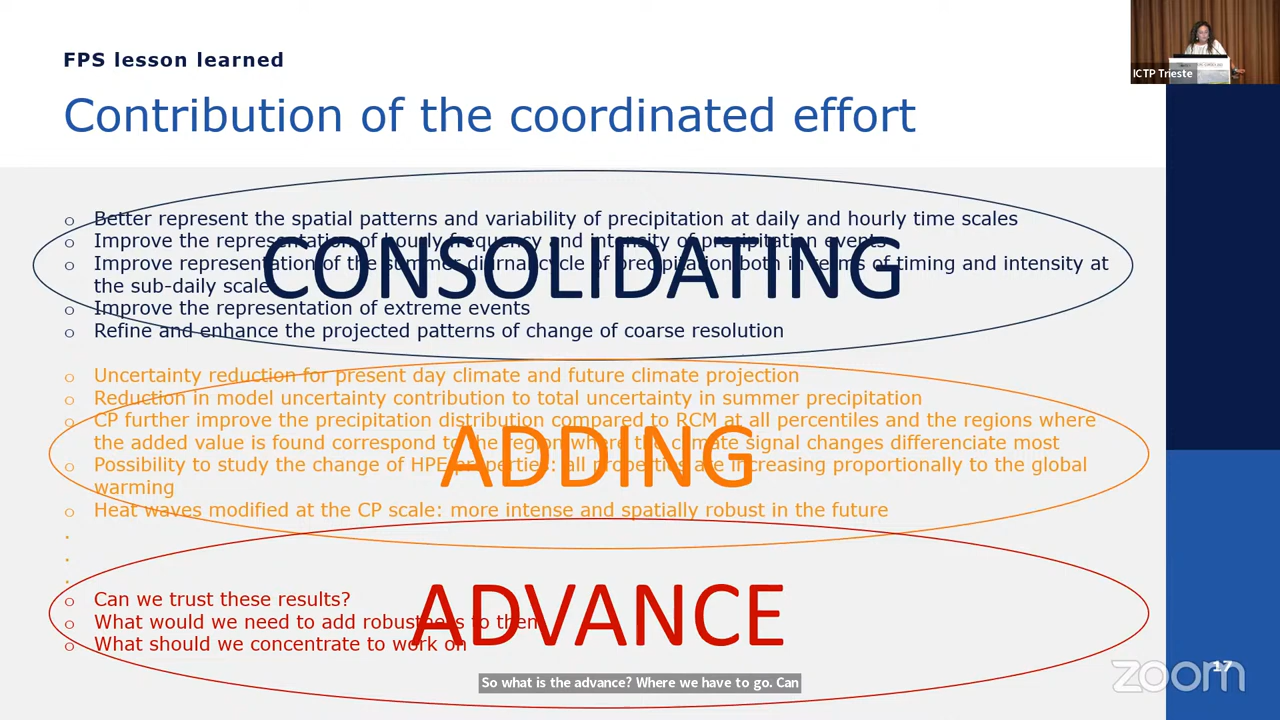 FPS lesson learned
Contribution of the coordinated effort
ICTP Trieste
o Better represent the spatial patterns and variability of precipitation at daily and hourly time scales
o Improve the representation of hourly frequency and intensity of precipitation events
o Improve representation of the summer diurnal cycle of precipitation both in terms of timing and intensity at
the sub-daily scale
o Improve the representation of extreme events
o Refine and enhance the projected patterns of change of coarse resolution
CONSOLIDATING
o Uncertainty reduction for present day climate and future climate projection
o Reduction in model uncertainty contribution to total uncertainty in summer precipitation
o CP further improve the precipitation distribution compared to RCM at all percentiles and the regions where
the added value is found correspond to the region where the climate signal changes differenciate most
o Possibility to study the change of HPE properties: all properties are increasing proportionally to the global
warming
o Heat waves modified at the CP scale: more intense and spatially robust in the future
ADDING
.
.
.
o Can we trust these results?
o What would we need to add robustness to them
o What should we concentrate to work on
ADVANCE
So what is the advance? Where we have to go. Can
17
zoom